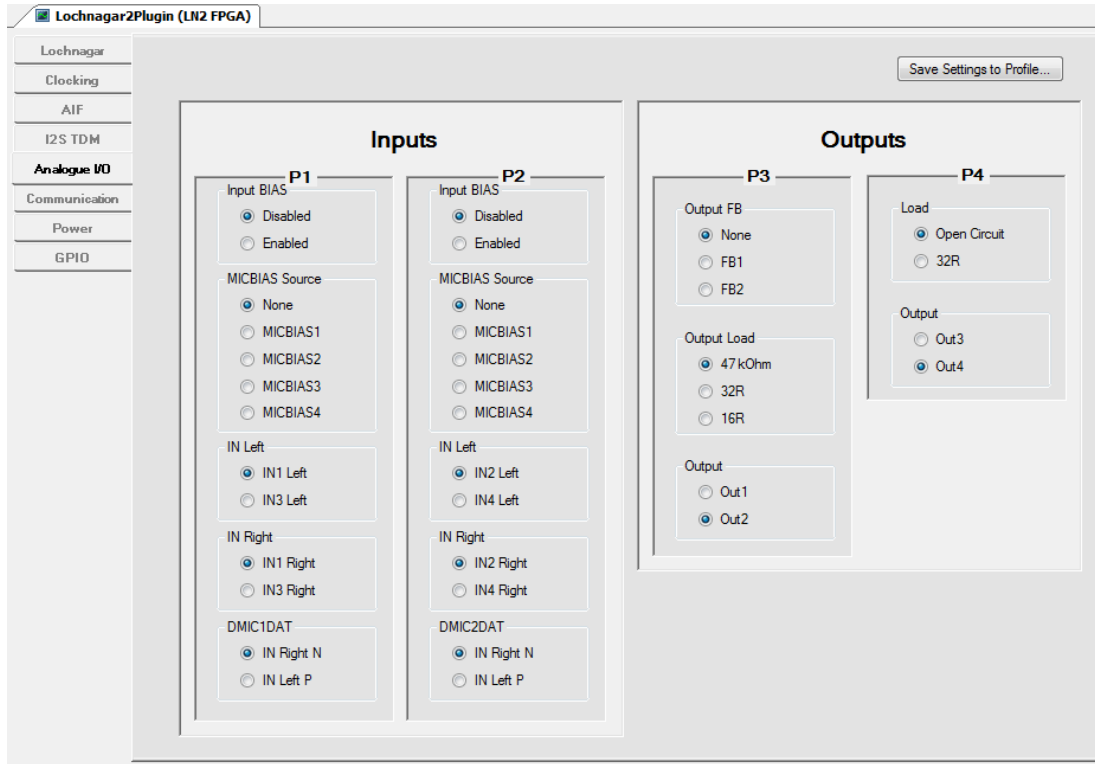 Lochnagar2Plugin (LN2 FPGA)
Lochnagar
Clocking
AIF
I2S TDM
Analogue I/O
Communication
Power
GPIO
Save Settings to Profile...
Inputs
P1
Input BIAS
Disabled
Enabled
MICBIAS Source
None
MICBIAS1
MICBIAS2
MICBIAS3
MICBIAS4
IN Left
IN1 Left
IN3 Left
IN Right
IN1 Right
IN3 Right
DMIC1DAT
IN Right N
IN Left P
P2
Input BIAS
Disabled
Enabled
MICBIAS Source
None
MICBIAS1
MICBIAS2
MICBIAS3
MICBIAS4
IN Left
IN2 Left
IN4 Left
IN Right
IN2 Right
IN4 Right
DMIC2DAT
IN Right N
IN Left P
Outputs
P3
Output FB
None
FB1
FB2
Output Load
47 kOhm
32R
16R
Output
Out1
Out2
P4
Load
Open Circuit
32R
Output
Out3
Out4